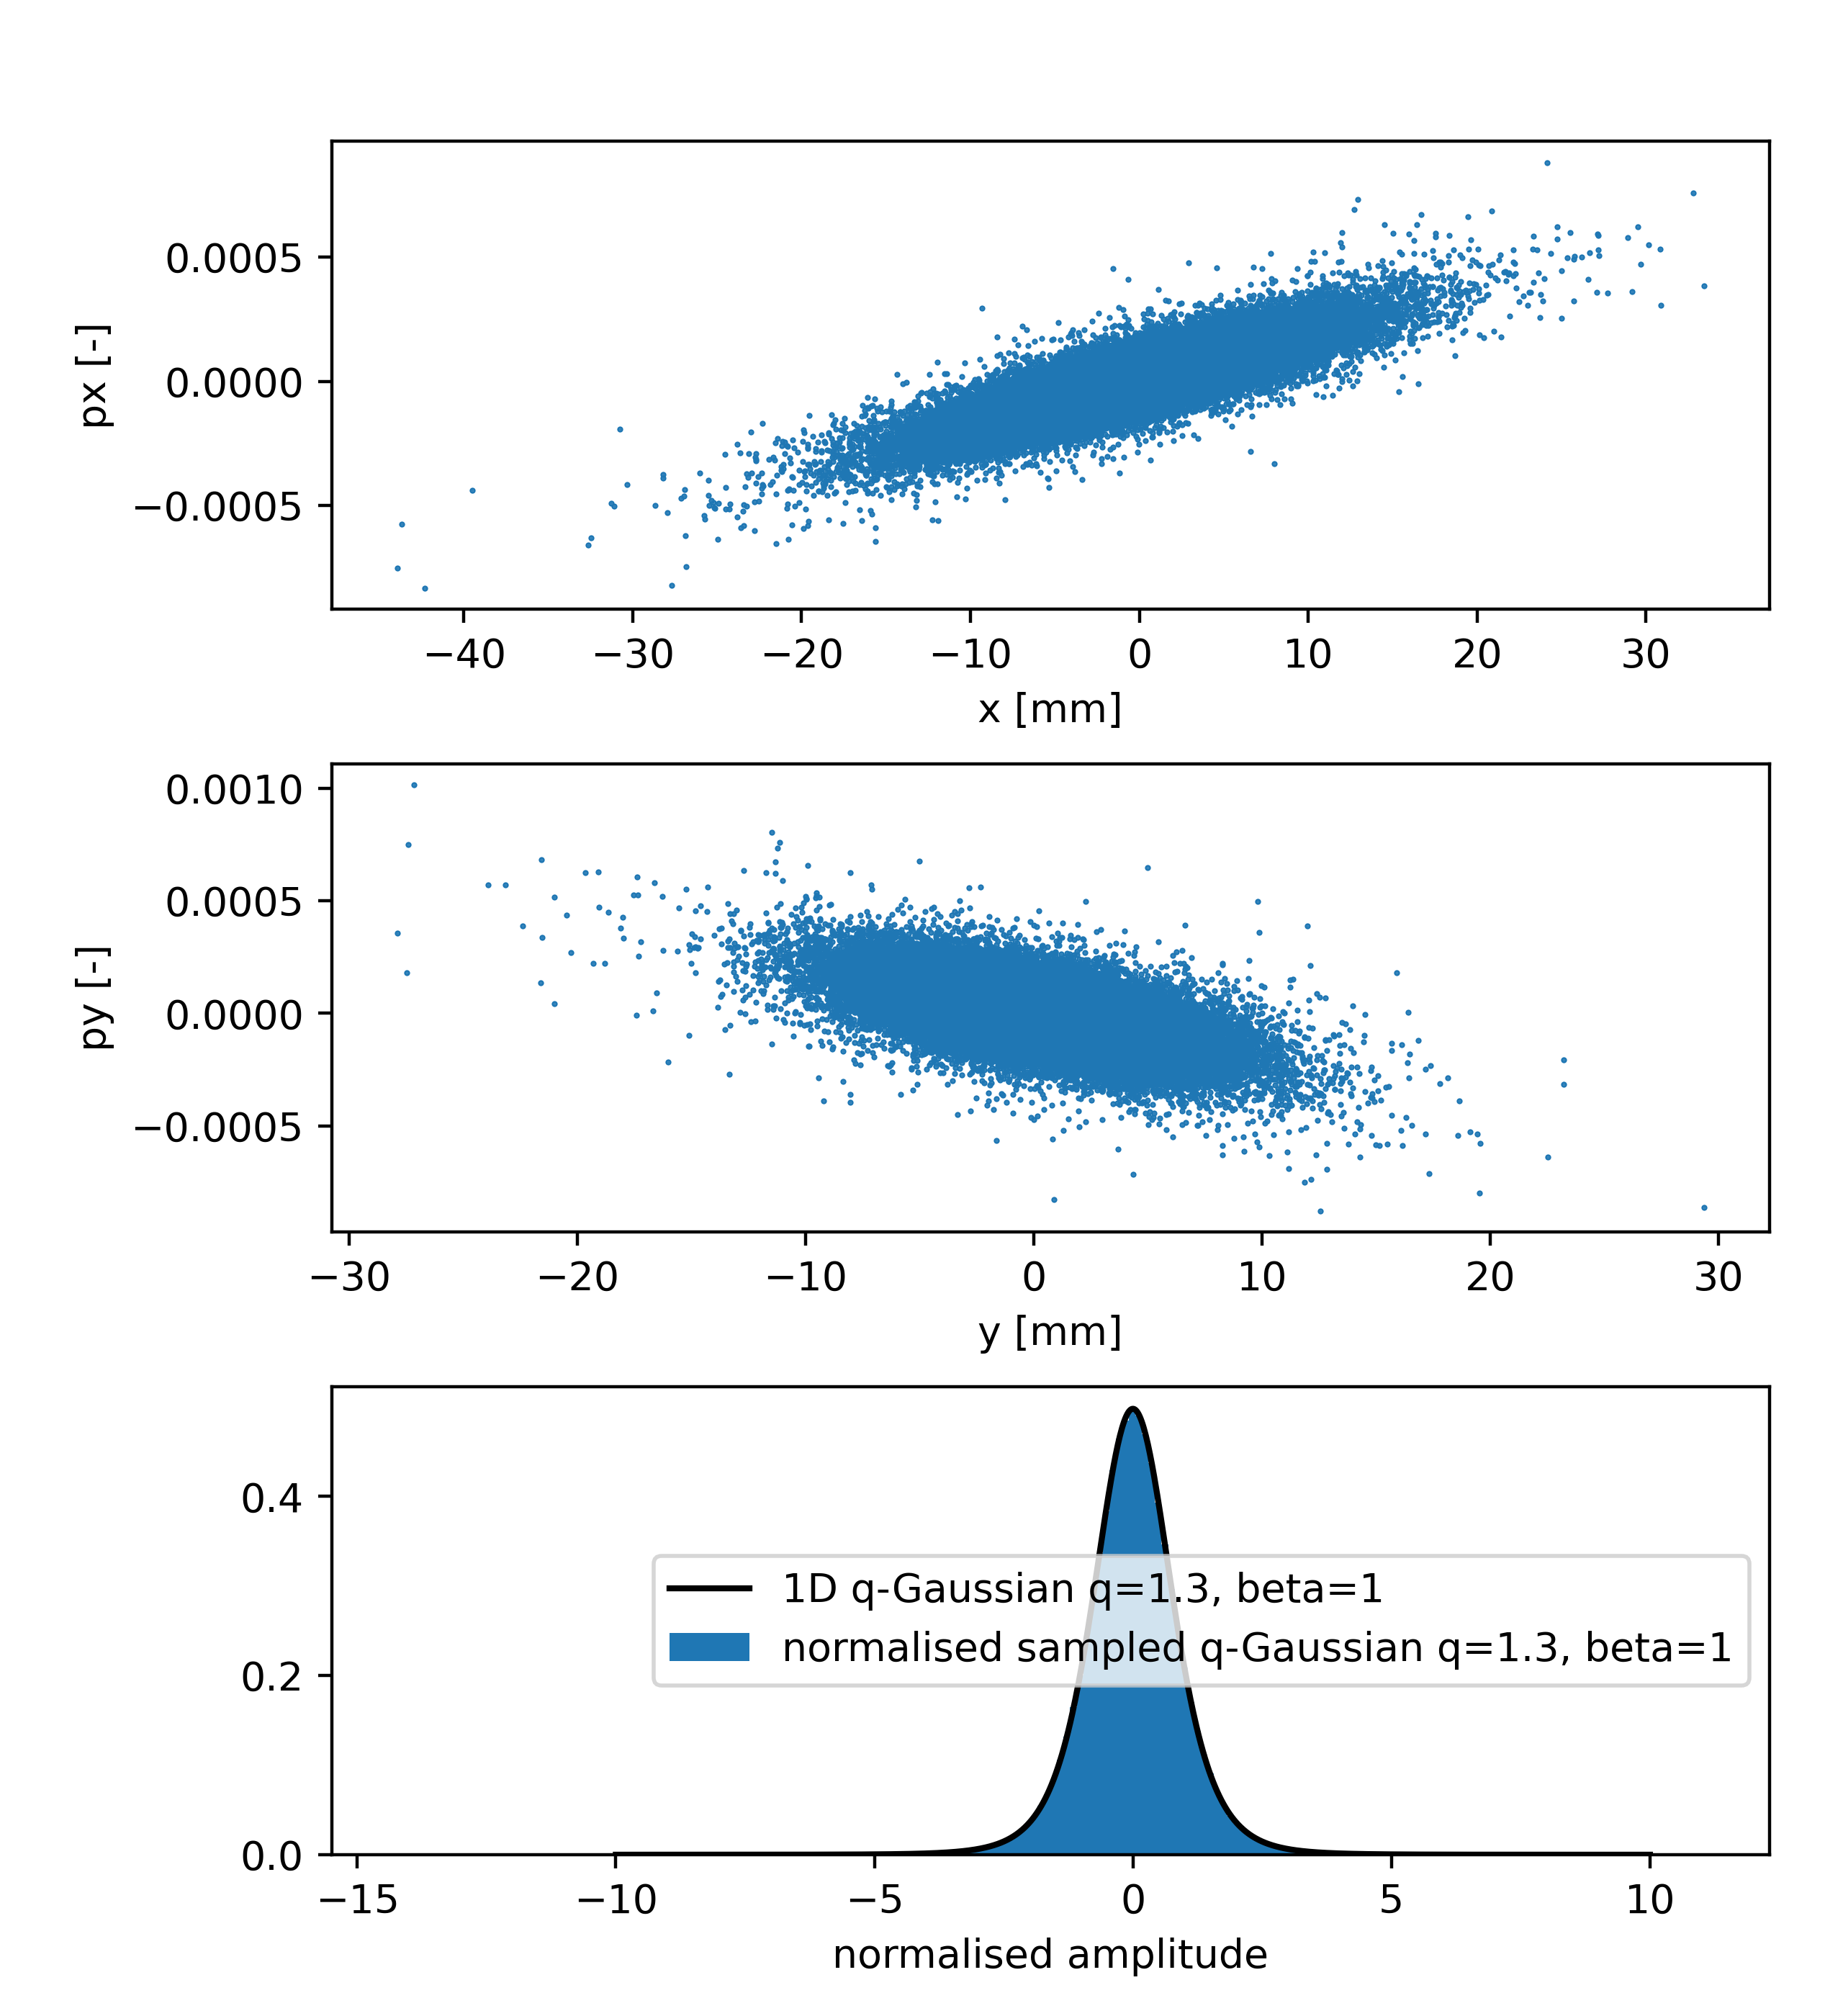 0.0005
0.0000
−0.0005
px [-]
−40 −30 −20 −10 0 10 20 30
x [mm]
0.0010
0.0005
0.0000
−0.0005
py [-]
−30 −20 −10 0 10 20 30
y [mm]
0.4
0.2
0.0
1D q-Gaussian q=1.3, beta=1
normalised sampled q-Gaussian q=1.3, beta=1
−15 −10 −5 0 5 10
normalised amplitude